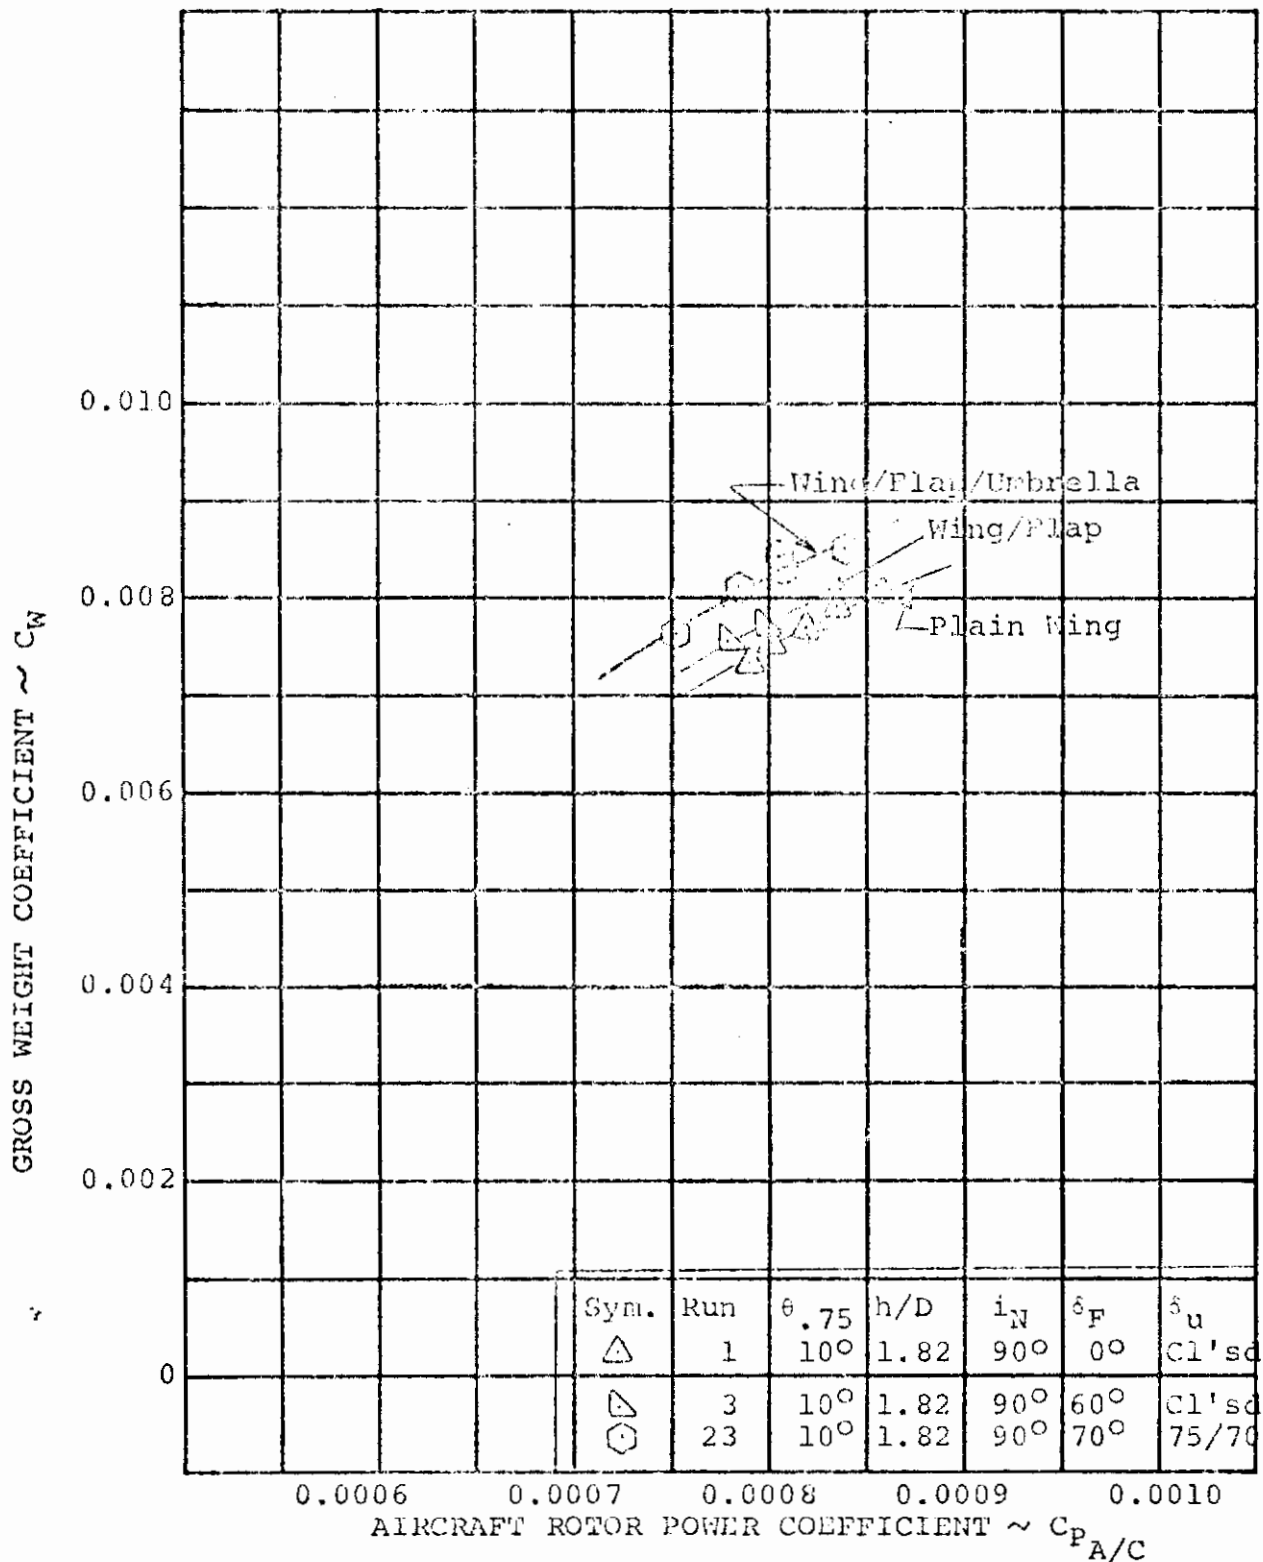 0.010
Wing/Flap/Umbrella
Wing/Flap
0.008
Plain Wing
0.006
0.004
0.002
0
GROSS WEIGHT COEFFICIENT ~ C_W
Sym. Run θ.75 h/D i_N δ_F δ_u
1 10° 1.82 90° 0° Cl'sd
3 10° 1.82 90° 60° Cl'sd
23 10° 1.82 90° 70° 75/70
0.0006 0.0007 0.0008 0.0009 0.0010
AIRCRAFT ROTOR POWER COEFFICIENT ~ C_P_A/C